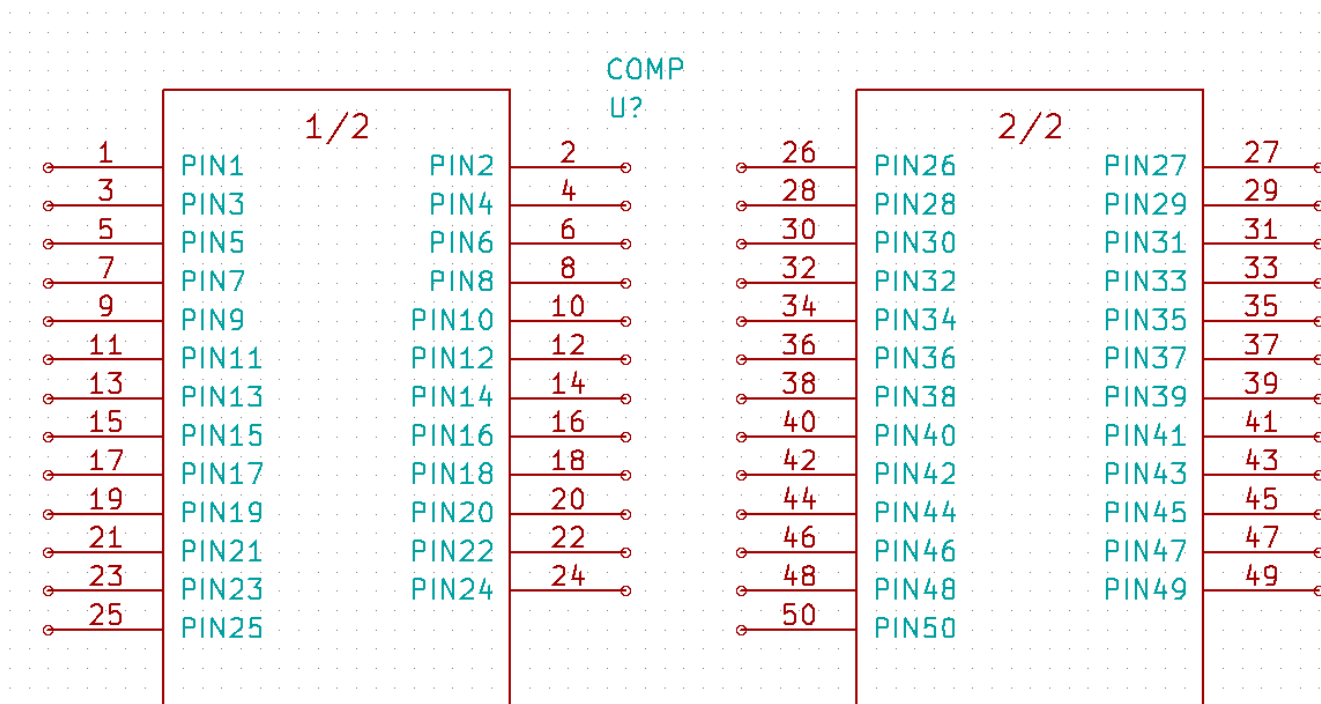 COMP
U?
1/2
1 PIN1 PIN2 2
3 PIN3 PIN4 4
5 PIN5 PIN6 6
7 PIN7 PIN8 8
9 PIN9 PIN10 10
11 PIN11 PIN12 12
13 PIN13 PIN14 14
15 PIN15 PIN16 16
17 PIN17 PIN18 18
19 PIN19 PIN20 20
21 PIN21 PIN22 22
23 PIN23 PIN24 24
25 PIN25
2/2
26 PIN26 PIN27 27
28 PIN28 PIN29 29
30 PIN30 PIN31 31
32 PIN32 PIN33 33
34 PIN34 PIN35 35
36 PIN36 PIN37 37
38 PIN38 PIN39 39
40 PIN40 PIN41 41
42 PIN42 PIN43 43
44 PIN44 PIN45 45
46 PIN46 PIN47 47
48 PIN48 PIN49 49
50 PIN50